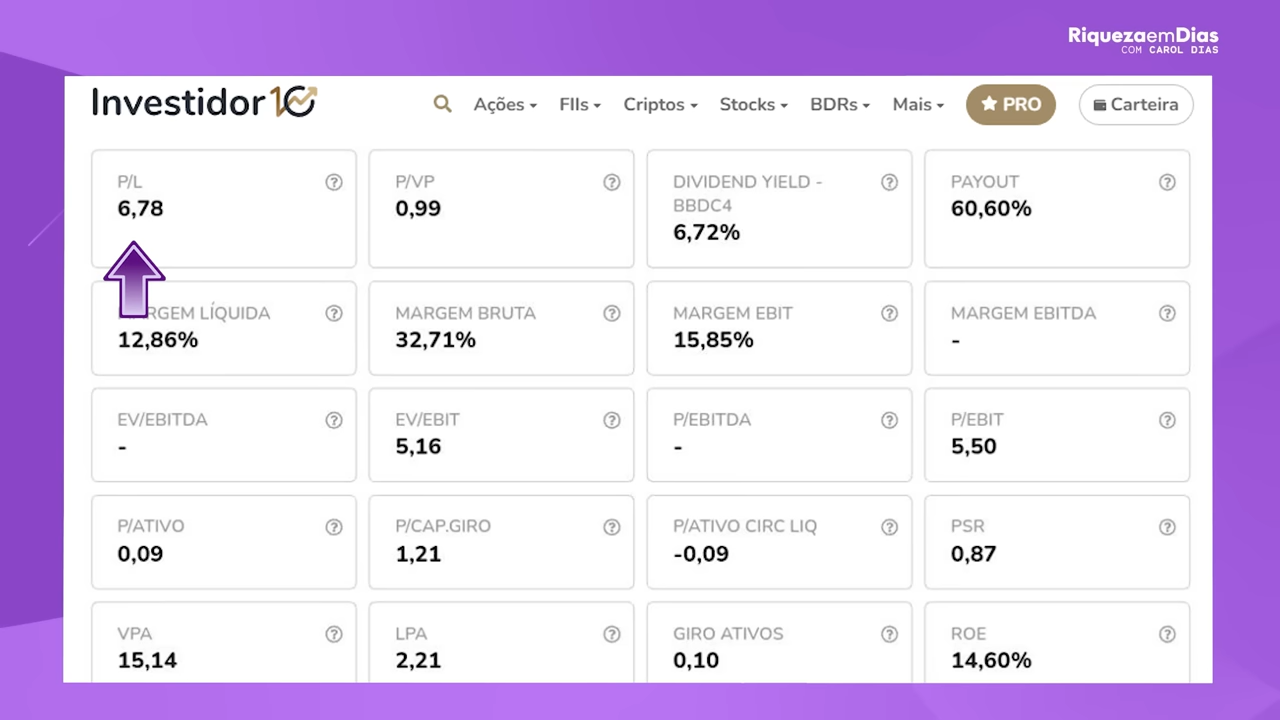 RiquezaemDias
COM CAROL DIAS
Investidor10
Ações
FIIs
Criptos
Stocks
BDRs
Mais
PRO
Carteira
P/L
6,78
P/VP
0,99
DIVIDEND YIELD -
BBDC4
6,72%
PAYOUT
60,60%
RGEM LÍQUIDA
12,86%
MARGEM BRUTA
32,71%
MARGEM EBIT
15,85%
MARGEM EBITDA
-
EV/EBITDA
-
EV/EBIT
5,16
P/EBITDA
-
P/EBIT
5,50
P/ATIVO
0,09
P/CAP.GIRO
1,21
P/ATIVO CIRC LIQ
-0,09
PSR
0,87
VPA
15,14
LPA
2,21
GIRO ATIVOS
0,10
ROE
14,60%